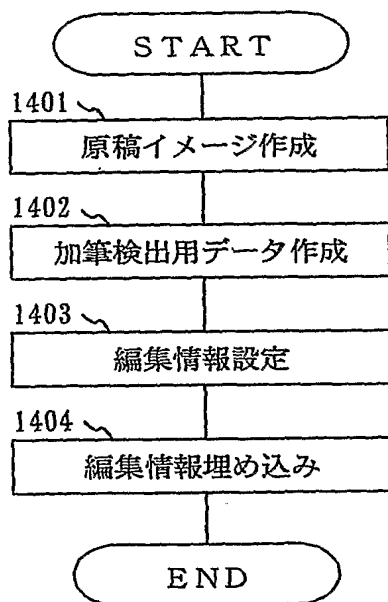 START
1401
原稿イメージ作成
1402
加筆検出用データ作成
1403
編集情報設定
1404
編集情報埋め込み
END